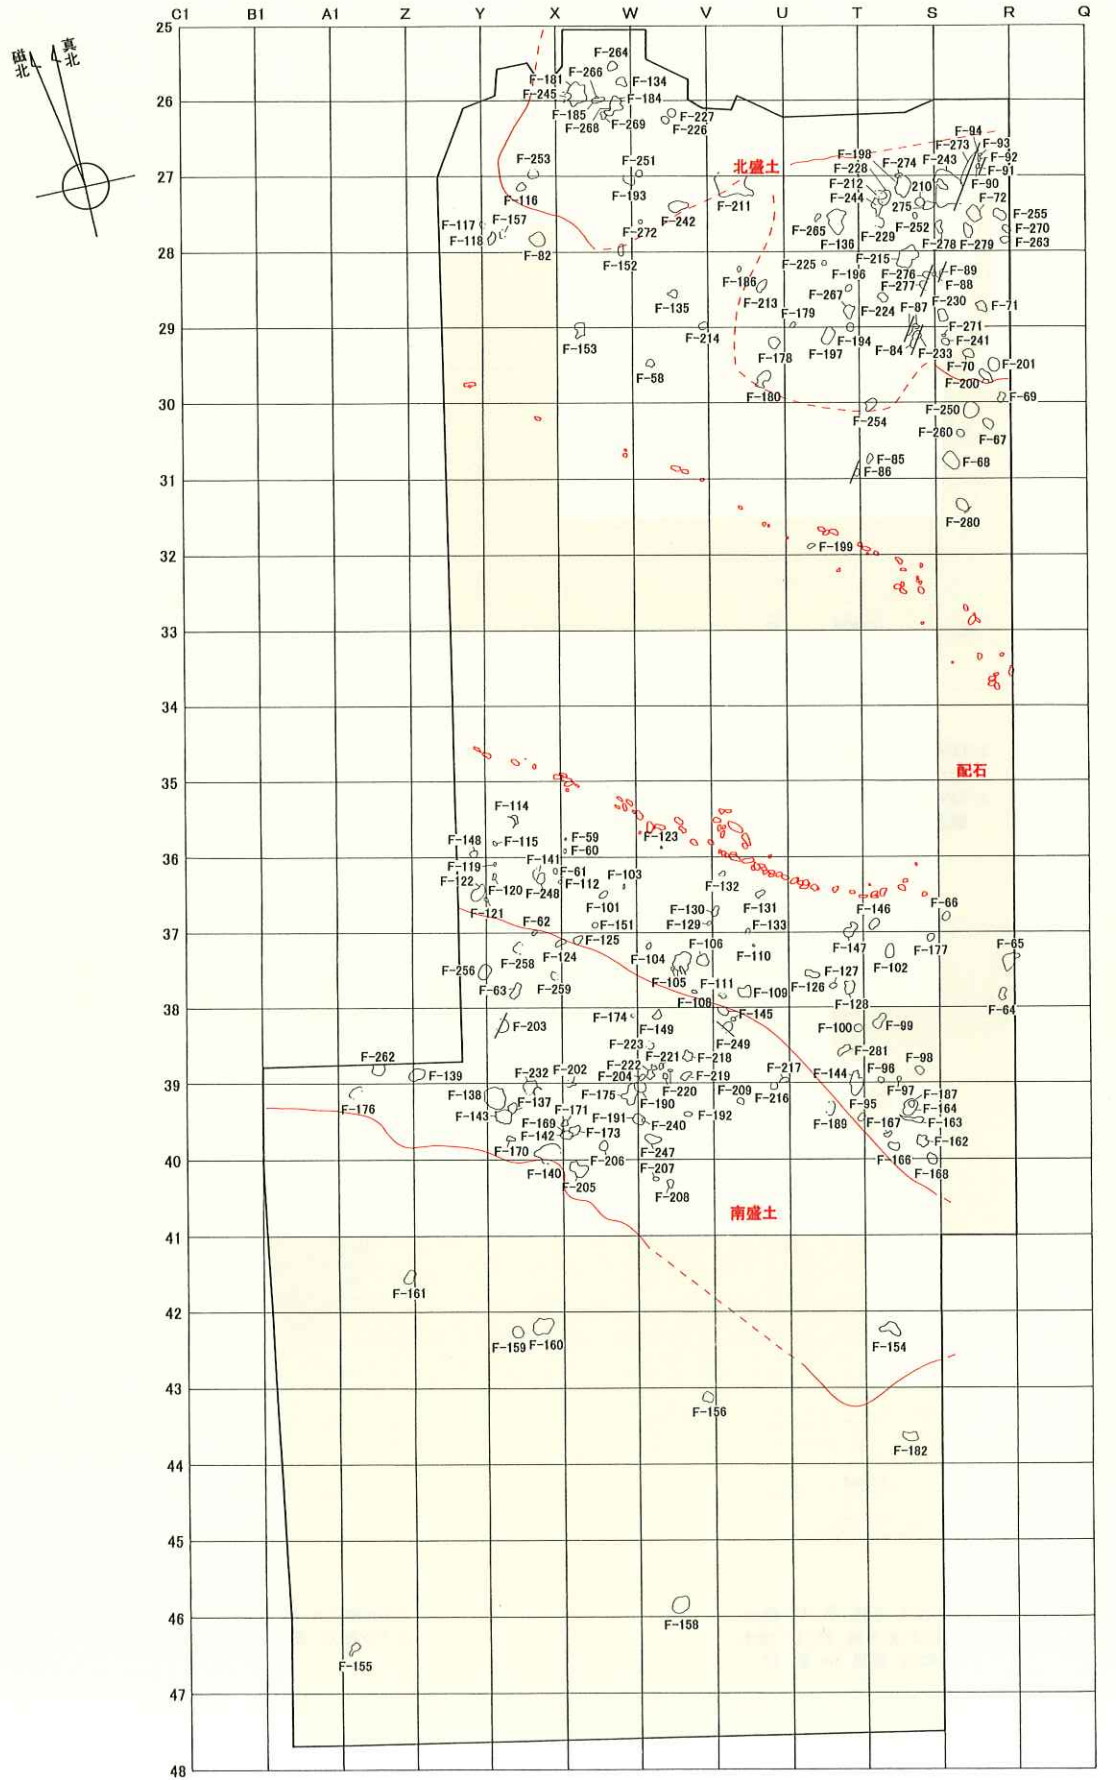 C1 B1 A1 Z Y X W V U T S R Q
磁北
真北
25
F-264
F-181 F-266 F-134
F-245
26
F-184
F-185
F-268 F-269
F-227
F-226
F-94
F-273 F-93
F-198 F-274 F-243 F-92
F-228 F-91
北盛土
F-253 F-251
27
F-212 210 F-90
F-116 F-193
F-244 275 F-72
F-211
F-117 F-157 F-242
F-255
F-118 F-272 F-265 F-252 F-270
F-82 F-136 F-229 F-278 F-279 F-263
28
F-152
F-215
F-225 F-196 F-276 F-89
F-186 F-277 F-88
F-135 F-213 F-267
F-224 F-87 F-230 F-71
F-179
29
F-153 F-214 F-194 F-271
F-241
F-178 F-197 F-84 F-233
F-58 F-70 F-201
F-200
30
F-180 F-69
F-254 F-250
F-260 F-67
F-85
F-86 F-68
31
F-280
32
F-199
33
34
35
配石
F-114
F-148 F-115 F-59 F-123
F-60
36
F-119 F-141 F-61 F-103
F-122 F-120 F-112 F-132
F-248
F-121 F-101 F-130 F-131 F-146 F-66
F-62 F-151 F-129 F-133
37
F-125 F-106 F-147 F-177 F-65
F-124 F-104 F-110 F-102
F-256 F-258 F-127
F-63 F-259 F-105 F-111 F-126
F-108 F-109 F-128 F-64
38
F-174 F-145
F-203 F-149 F-100 F-99
F-223 F-249
F-262 F-221 F-218 F-281 F-98
F-232 F-202 F-222 F-217
F-139 F-204 F-219 F-144
39
F-138 F-175 F-220 F-209 F-97
F-176 F-137 F-190 F-216 F-95 F-187
F-143 F-171 F-191 F-192 F-189 F-167 F-164
F-169 F-240 F-163
F-142 F-173 F-162
F-170 F-206 F-247 F-166
40
F-140 F-207 F-168
F-205 F-208
南盛土
41
F-161
42
F-159 F-160 F-154
43
F-156
F-182
44
45
46
F-158
F-155
47
48